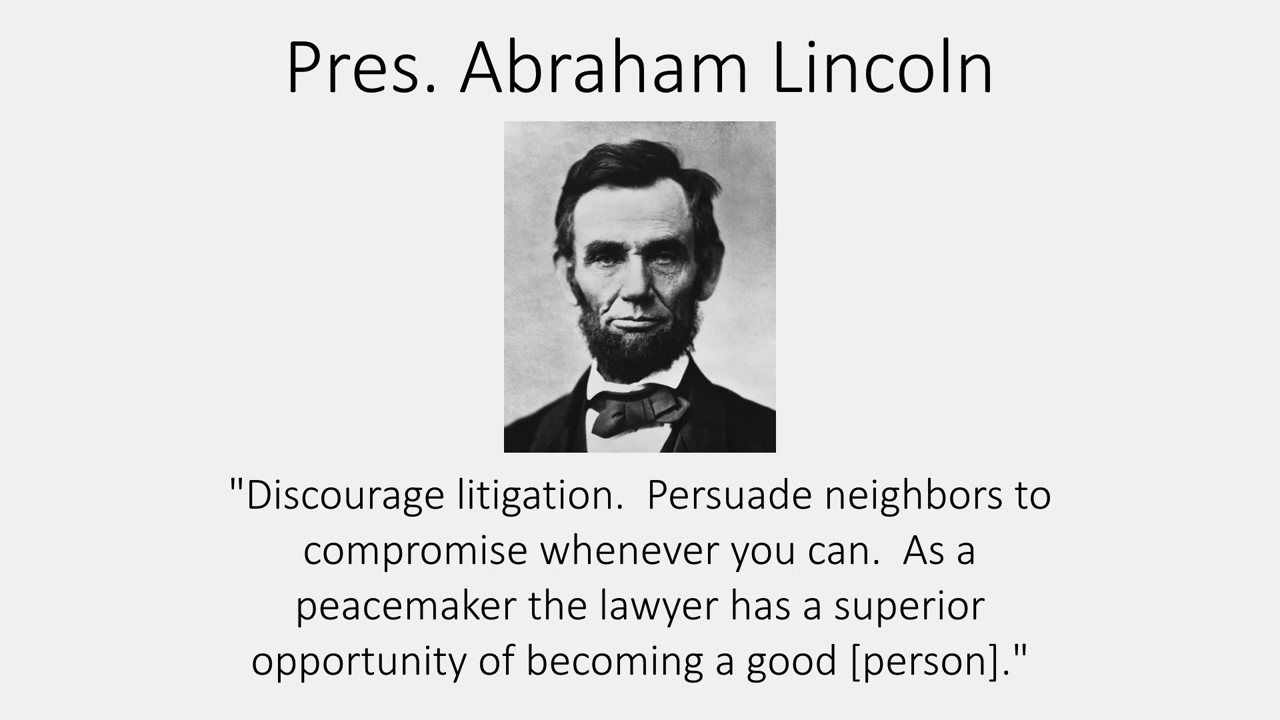 Pres. Abraham Lincoln
"Discourage litigation.  Persuade neighbors to
compromise whenever you can.  As a
peacemaker the lawyer has a superior
opportunity of becoming a good [person]."